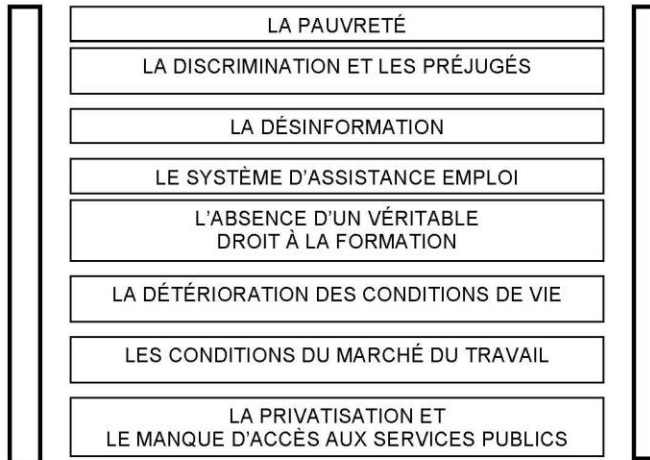 LA PAUVRETÉ
LA DISCRIMINATION ET LES PRÉJUGÉS
LA DÉSINFORMATION
LE SYSTÈME D'ASSISTANCE EMPLOI
L'ABSENCE D'UN VÉRITABLE
DROIT À LA FORMATION
LA DÉTÉRIORATION DES CONDITIONS DE VIE
LES CONDITIONS DU MARCHÉ DU TRAVAIL
LA PRIVATISATION ET
LE MANQUE D'ACCÈS AUX SERVICES PUBLICS